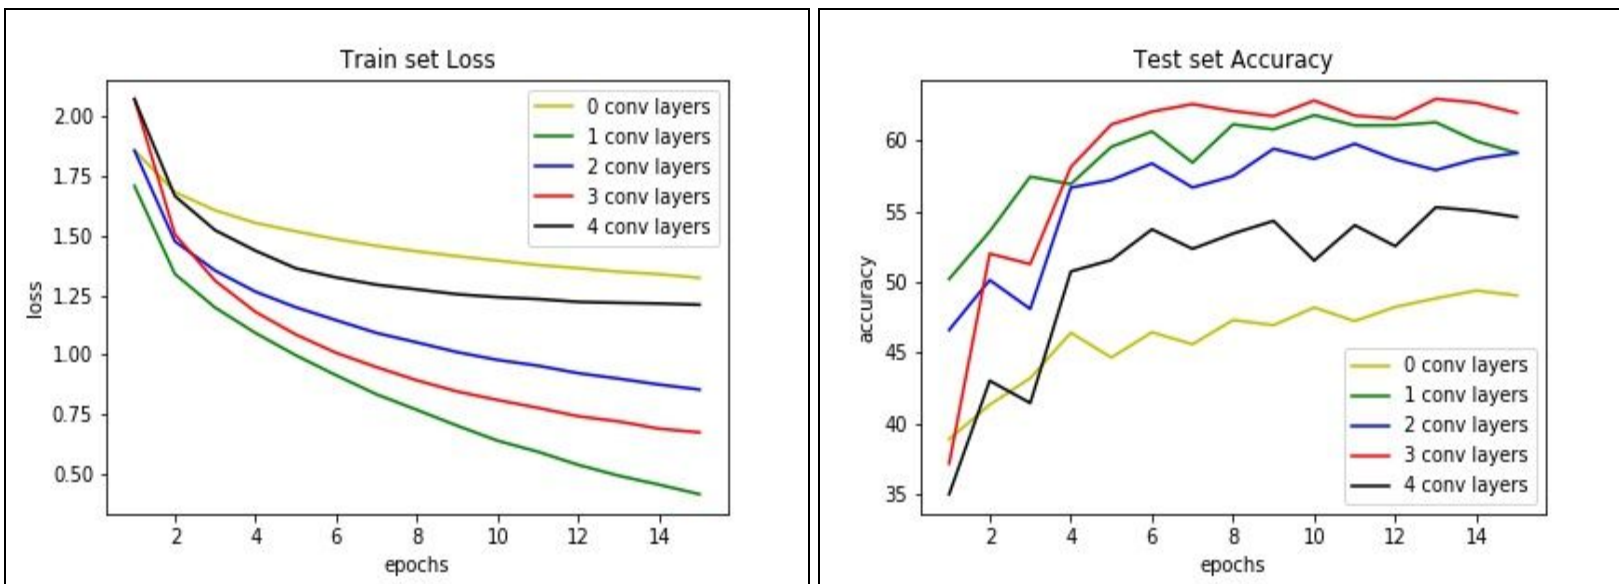 Train set Loss
0 conv layers
1 conv layers
2 conv layers
3 conv layers
4 conv layers
2.00
1.75
1.50
1.25
1.00
0.75
0.50
loss
2 4 6 8 10 12 14
epochs
Test set Accuracy
60
55
50
45
40
35
accuracy
0 conv layers
1 conv layers
2 conv layers
3 conv layers
4 conv layers
2 4 6 8 10 12 14
epochs